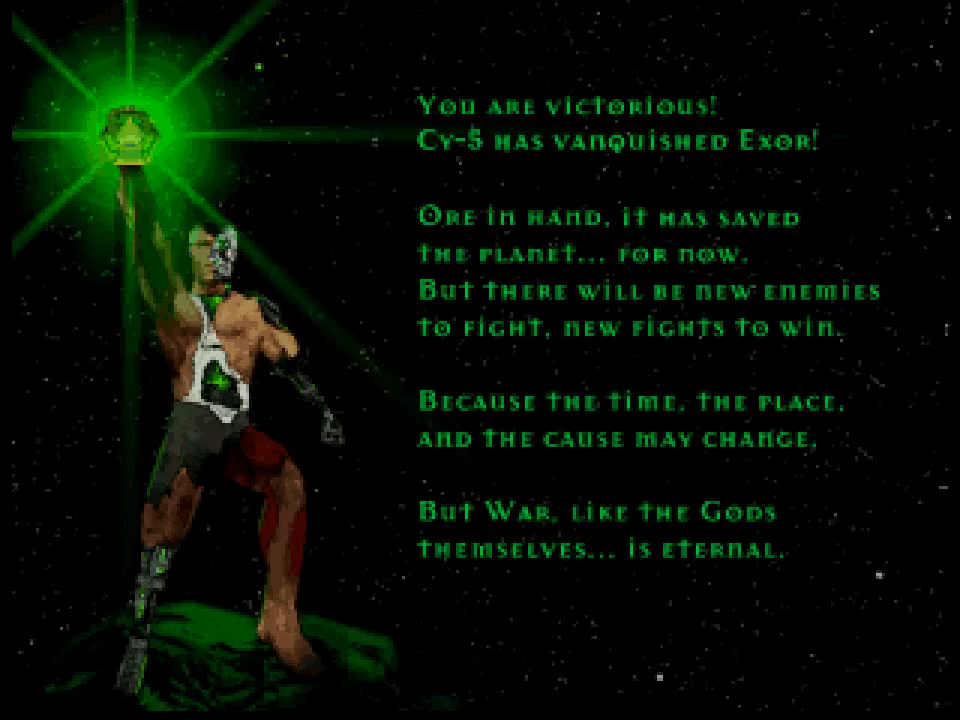 You are victorious!
Cy-5 has vanquished Exor!
Ore in hand, it has saved
the planet... for now.
But there will be new enemies
to fight, new fights to win.
Because the time, the place,
and the cause may change.
But War, like the Gods
themselves... is eternal.